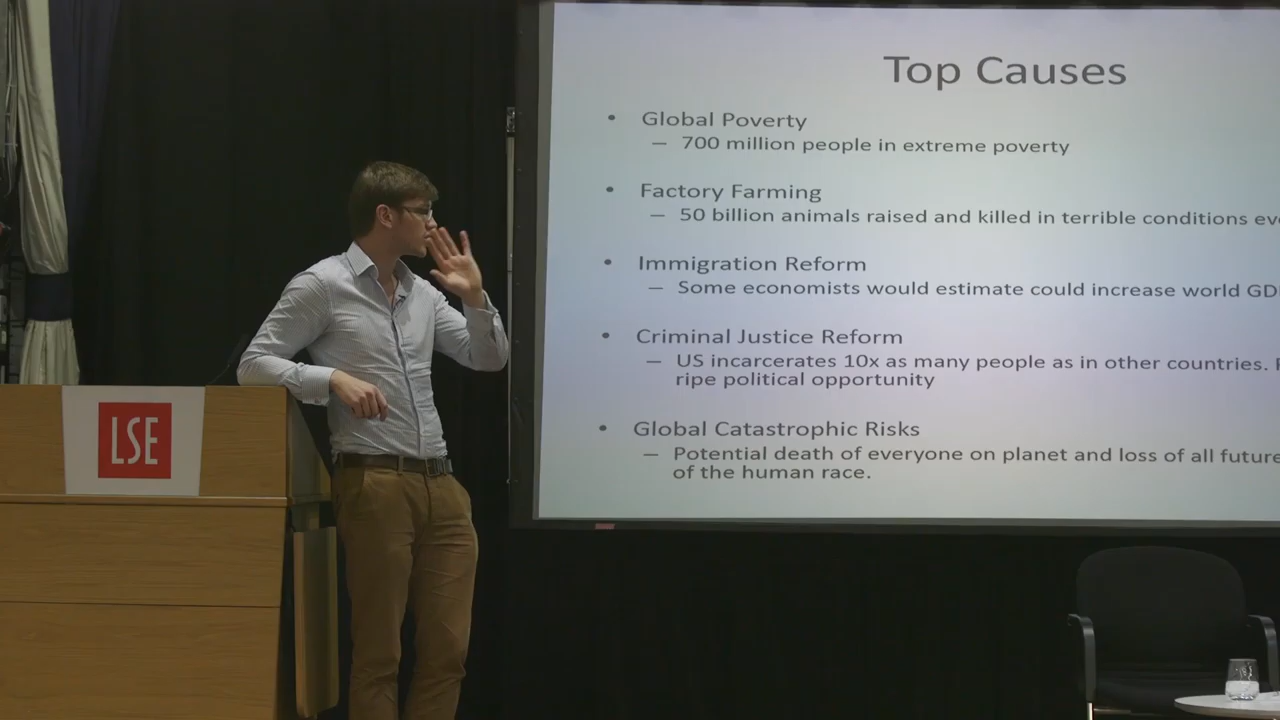 LSE
Top Causes
• Global Poverty
– 700 million people in extreme poverty
• Factory Farming
– 50 billion animals raised and killed in terrible conditions
• Immigration Reform
– Some economists would estimate could increase world
• Criminal Justice Reform
– US incarcerates 10x as many people as in other countries.
ripe political opportunity
• Global Catastrophic Risks
– Potential death of everyone on planet and loss of all future
of the human race.